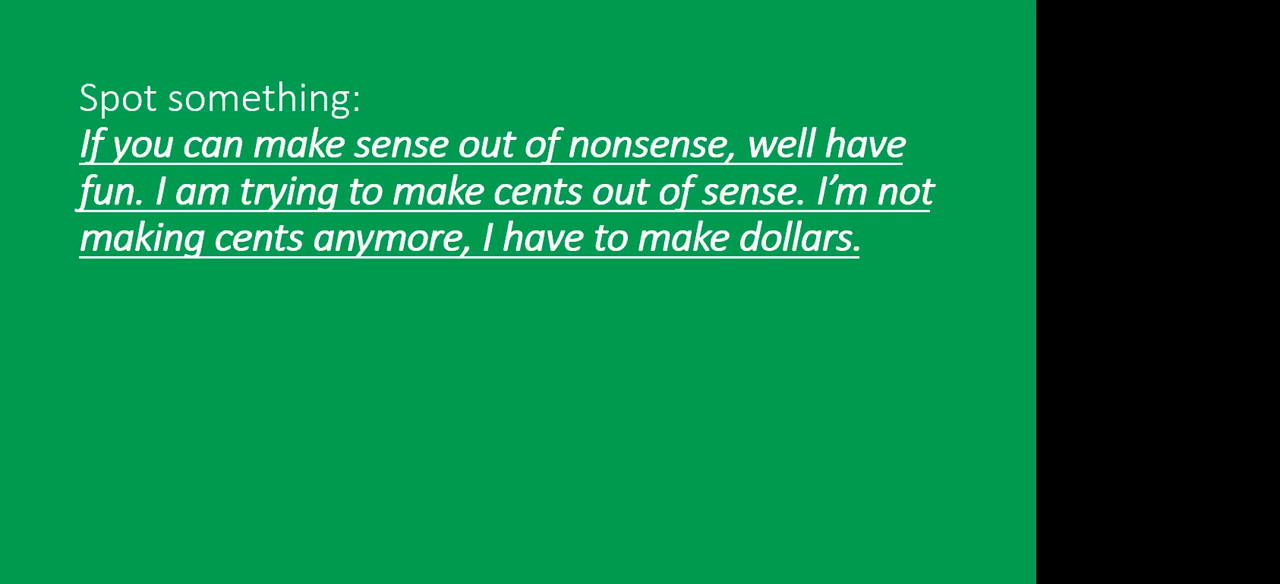 Spot something:
If you can make sense out of nonsense, well have
fun. I am trying to make cents out of sense. I’m not
making cents anymore, I have to make dollars.